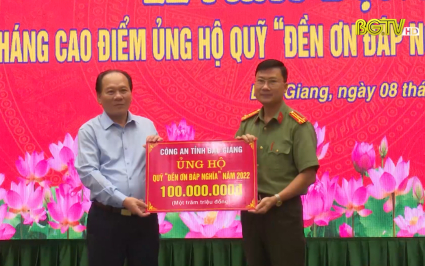 BGTV HD
HÁNG CAO ĐIỂM ỦNG HỘ QUỸ "ĐỀN ƠN ĐÁP N
Giang, ngày 08 thá
CÔNG AN TỈNH BẮC GIANG
ỦNG HỘ
QUỸ "ĐỀN ƠN ĐÁP NGHĨA" NĂM 2022
100.000.000đ
(Một trăm triệu đồng)